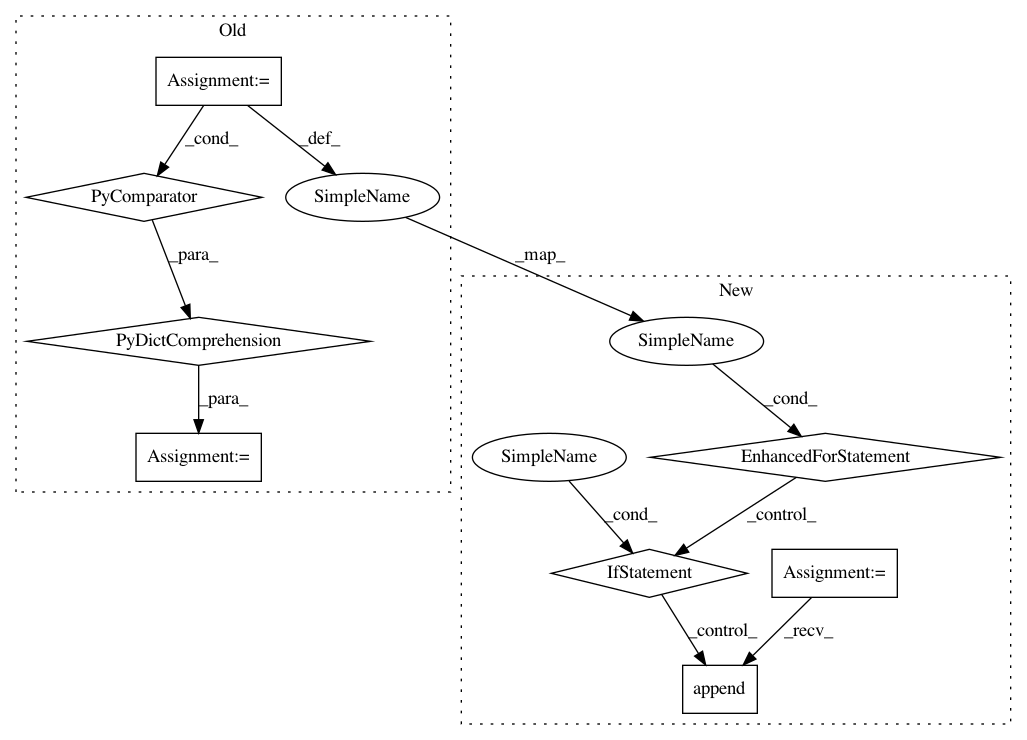 Old
Assignment:=
_cond_
_def_
PyComparator
SimpleName
_para_
_map_
New
PyDictComprehension
SimpleName
_para_
_cond_
Assignment:=
SimpleName
EnhancedForStatement
_cond_
_control_
IfStatement
Assignment:=
_control_
_recv_
append